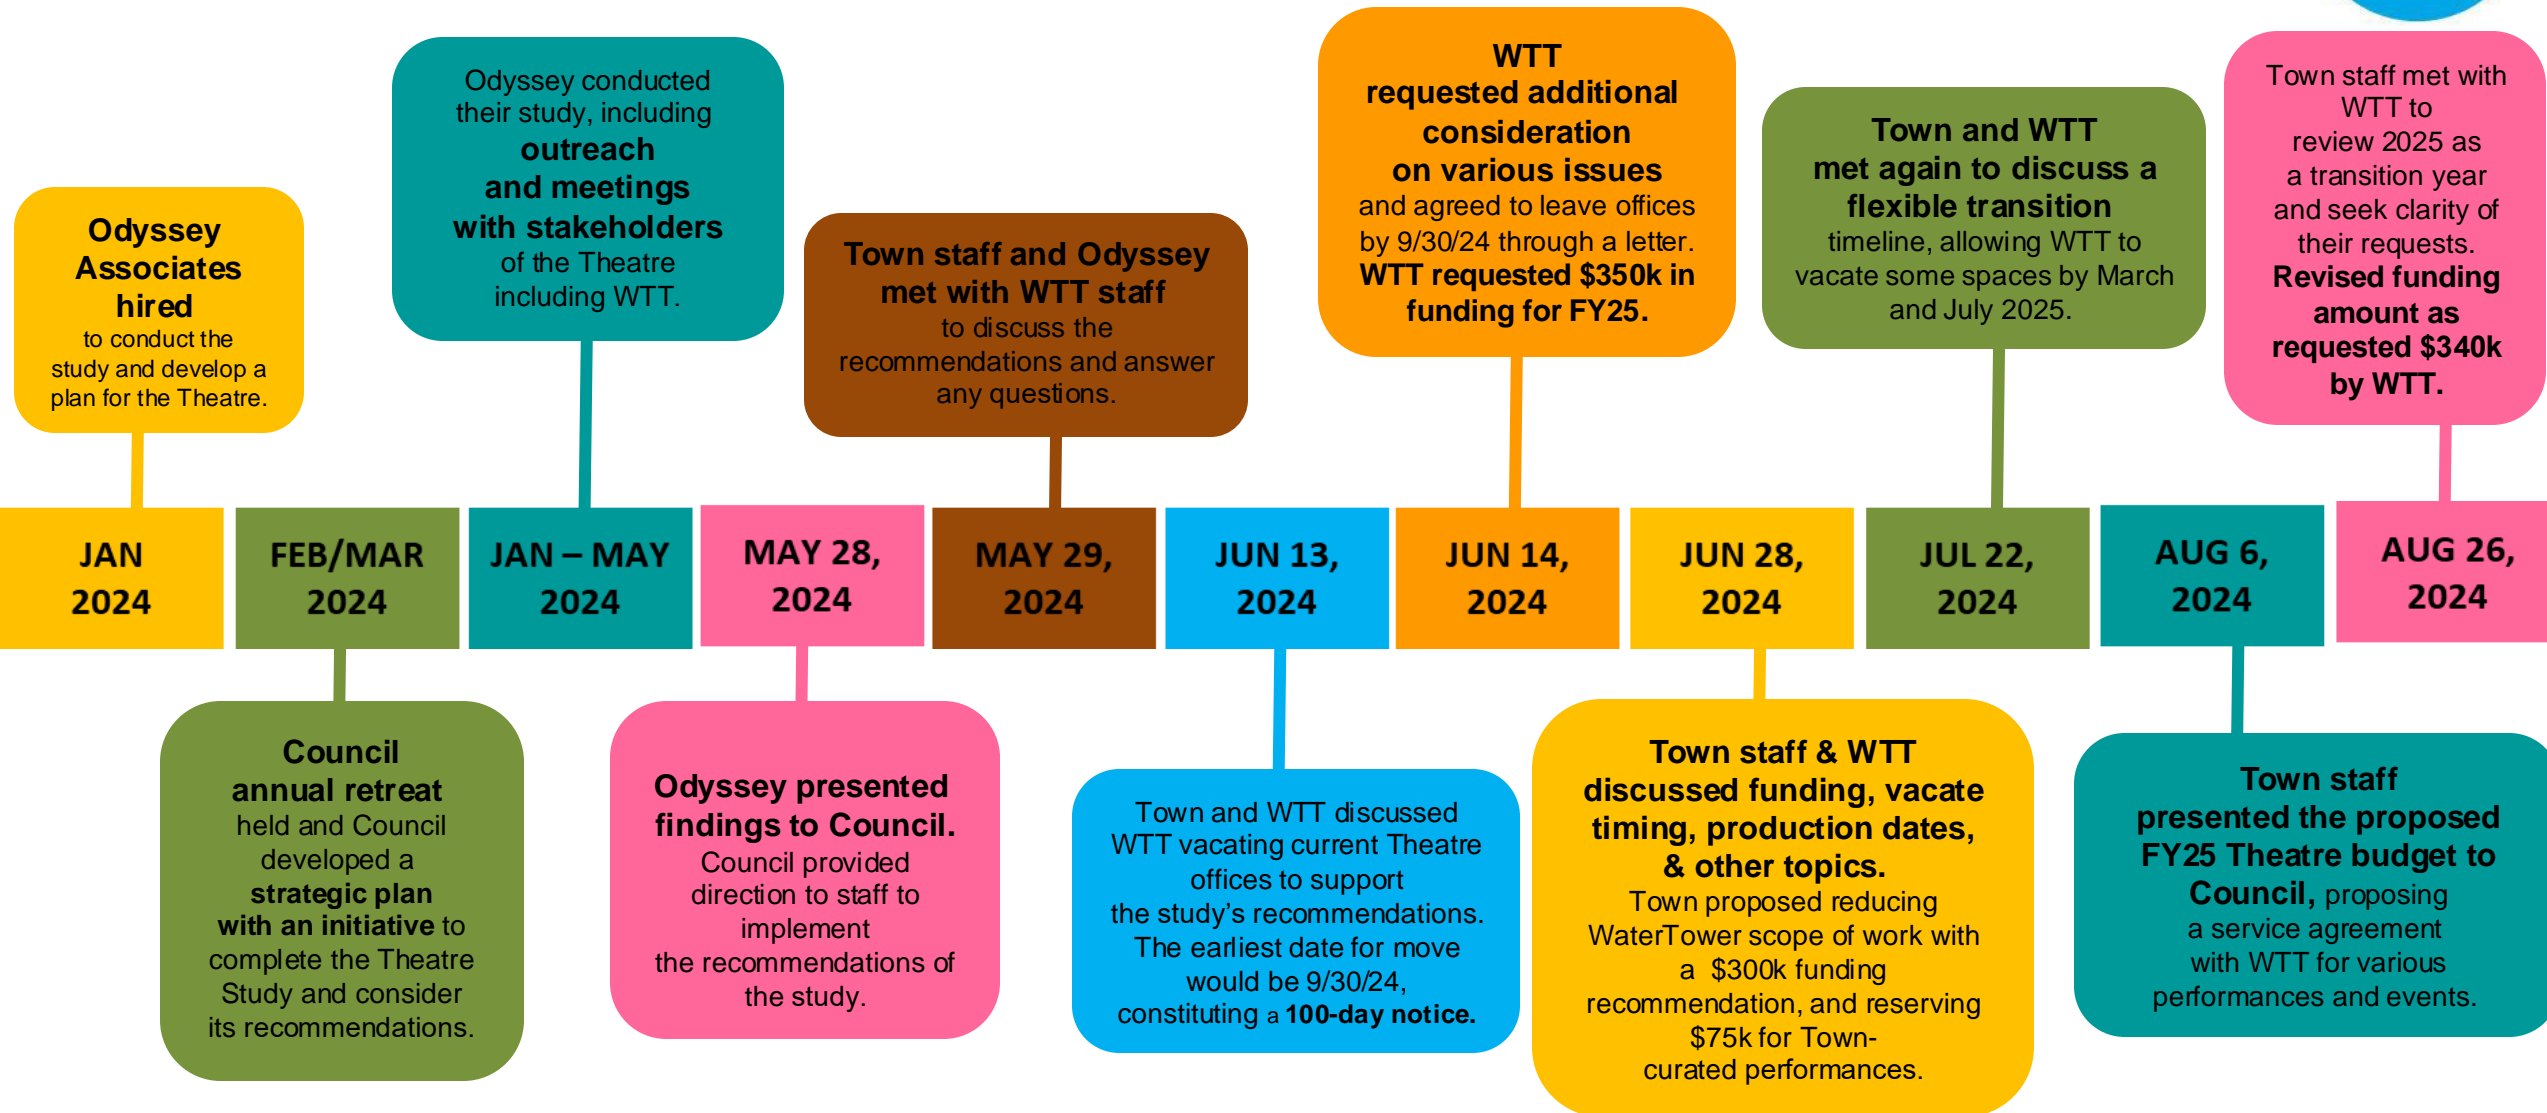 Odyssey
Associates
hired
to conduct the
study and develop a
plan for the Theatre.
Odyssey conducted
their study, including
outreach
and meetings
with stakeholders
of the Theatre
including WTT.
Town staff and Odyssey
met with WTT staff
to discuss the
recommendations and answer
any questions.
WTT
requested additional
consideration
on various issues
and agreed to leave offices
by 9/30/24 through a letter.
WTT requested $350k in
funding for FY25.
Town and WTT
met again to discuss a
flexible transition
timeline, allowing WTT to
vacate some spaces by March
and July 2025.
Town staff met with
WTT to
review 2025 as
a transition year
and seek clarity of
their requests.
Revised funding
amount as
requested $340k
by WTT.
JAN
2024
FEB/MAR
2024
JAN – MAY
2024
MAY 28,
2024
MAY 29,
2024
JUN 13,
2024
JUN 14,
2024
JUN 28,
2024
JUL 22,
2024
AUG 6,
2024
AUG 26,
2024
Council
annual retreat
held and Council
developed a
strategic plan
with an initiative to
complete the Theatre
Study and consider
its recommendations.
Odyssey presented
findings to Council.
Council provided
direction to staff to
implement
the recommendations of
the study.
Town and WTT discussed
WTT vacating current Theatre
offices to support
the study's recommendations.
The earliest date for move
would be 9/30/24,
constituting a 100-day notice.
Town staff & WTT
discussed funding, vacate
timing, production dates,
& other topics.
Town proposed reducing
WaterTower scope of work with
a $300k funding
recommendation, and reserving
$75k for Town-
curated performances.
Town staff
presented the proposed
FY25 Theatre budget to
Council, proposing
a service agreement
with WTT for various
performances and events.